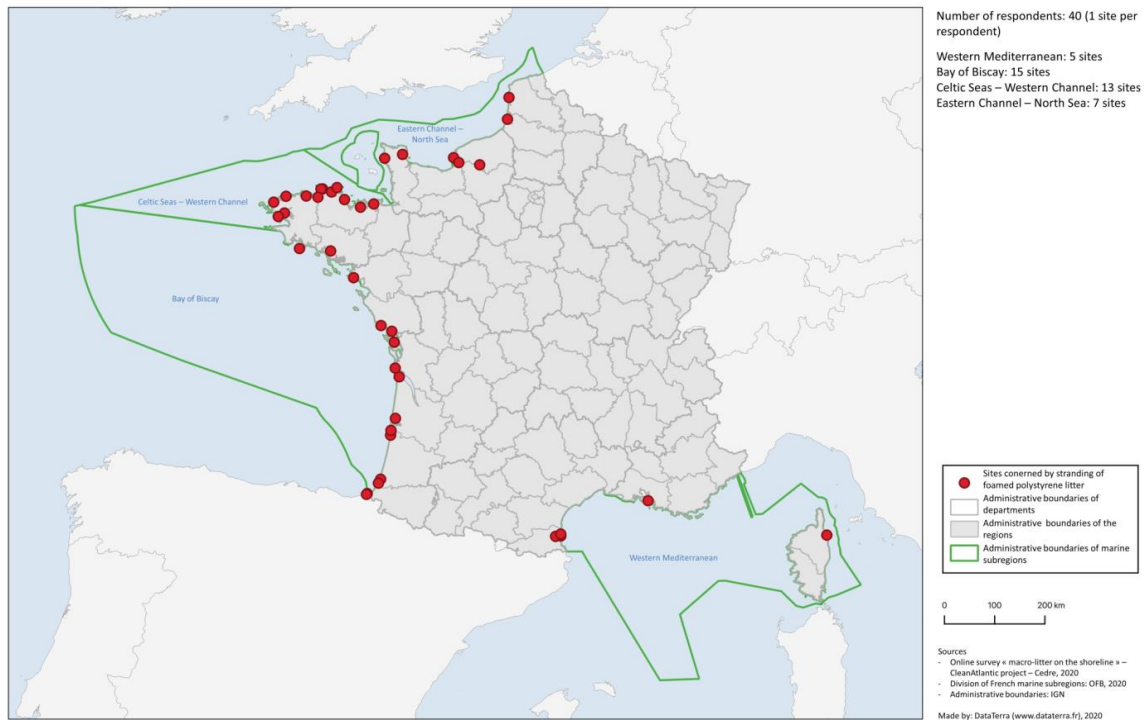 Number of respondents: 40 (1 site per
respondent)
Western Mediterranean: 5 sites
Bay of Biscay: 15 sites
Celtic Seas – Western Channel: 13 sites
Eastern Channel – North Sea: 7 sites
Eastern Channel –
North Sea
Celtic Seas – Western Channel
Bay of Biscay
Western Mediterranean
Sites conerned by stranding of
foamed polystyrene litter
Administrative boundaries of
departments
Administrative boundaries of the
regions
Administrative boundaries of marine
subregions
0 100 200 km
Sources
- Online survey « macro-litter on the shoreline » –
CleanAtlantic project – Cedre, 2020
- Division of French marine subregions: OFB, 2020
- Administrative boundaries: IGN
Made by: DataTerra (www.dataterra.fr), 2020